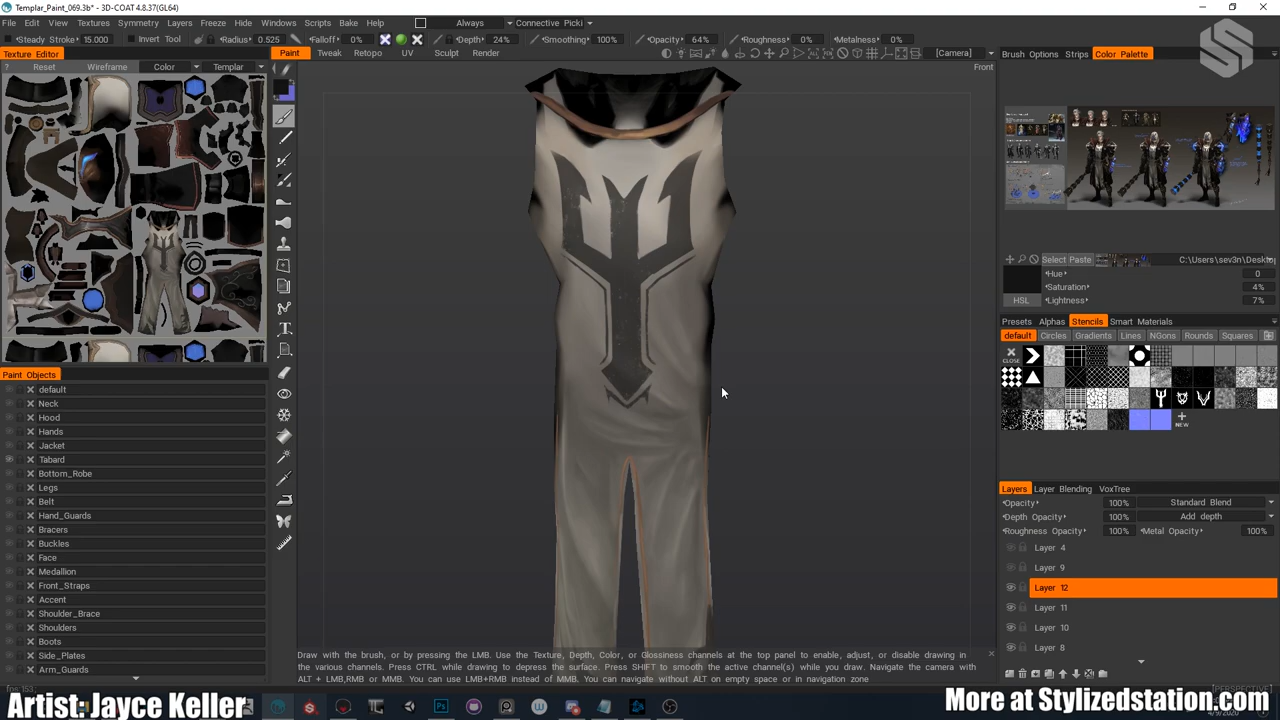 Templar_Paint_069.3b* - 3D-COAT 4.8.37(GL64)
File Edit View Textures Symmetry Layers Freeze Hide Windows Scripts Bake Help Always Connective Picki
Steady Stroke 15.000 Invert Tool Radius 0.525 Falloff 0% Depth 24% Smoothing 100% Opacity 64% Roughness 0% Metalness 0%
Texture Editor Paint Tweak Retopo UV Sculpt Render [Camera] Brush Options Strips Color Palette
? Reset Wireframe Color Templar Front
Select Paste C:\Users\sev3n\Deskto
Hue 0
Saturation 4%
HSL Lightness 7%
Presets Alphas Stencils Smart Materials
default Circles Gradients Lines NGons Rounds Squares
CLOSE
NEW
Paint Objects
default
Neck
Hood
Hands
Jacket
Tabard
Bottom_Robe
Legs
Belt
Hand_Guards
Bracers
Buckles
Face
Medallion
Front_Straps
Accent
Shoulder_Brace
Shoulders
Boots
Side_Plates
Arm_Guards
Layers Layer Blending VoxTree
Opacity 100% Standard Blend
Depth Opacity 100% Add depth
Roughness Opacity 100% Metal Opacity 100%
Layer 4
Layer 9
Layer 12
Layer 11
Layer 10
Layer 8
Draw with the brush, or by pressing the LMB. Use the Texture, Depth, Color, or Glossiness channels at the top panel to enable, adjust, or disable drawing in
the various channels. Press CTRL while drawing to depress the surface. Press SHIFT to smooth the active channel(s) while you draw. Navigate the camera with
ALT + LMB,RMB or MMB. You can use LMB+RMB instead of MMB. You can navigate without ALT on empty space or in navigation zone
fps:153
Artist: Jayce Keller
More at Stylizedstation.com